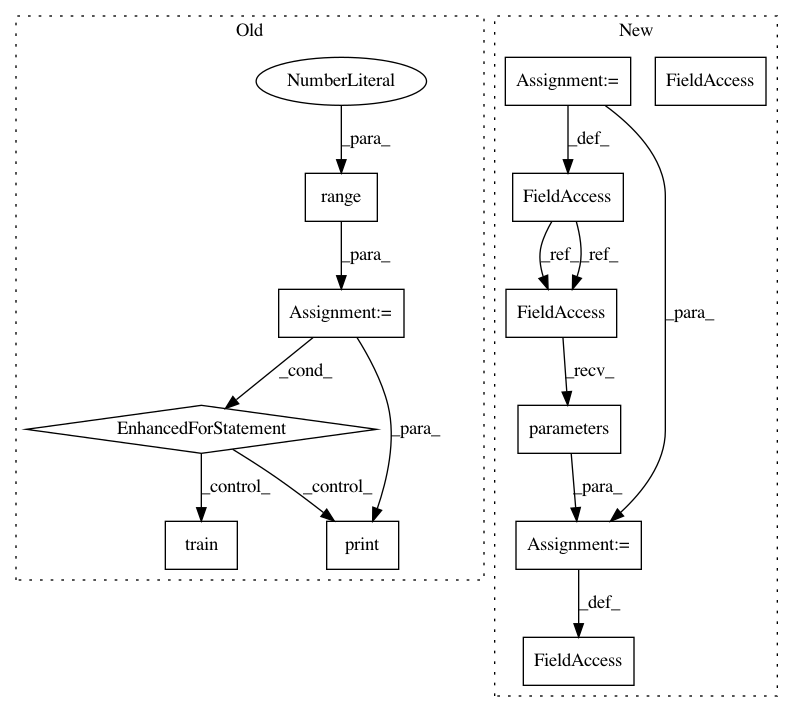 Old
New
NumberLiteral
Assignment:=
FieldAccess
_para_
_def_
range
FieldAccess
_para_
_ref_
_ref_
Assignment:=
FieldAccess
_para_
_cond_
_recv_
EnhancedForStatement
_para_
parameters
_control_
_control_
_para_
train
print
Assignment:=
_def_
FieldAccess